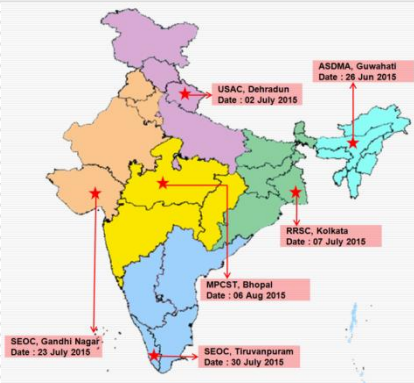 ASDMA, Guwahati
Date : 26 Jun 2015
USAC, Dehradun
Date : 02 July 2015
RRSC, Kolkata
Date : 07 July 2015
MPCST, Bhopal
Date : 06 Aug 2015
SEOC, Gandhi Nagar
Date : 23 July 2015
SEOC, Tiruvanpuram
Date : 30 July 2015